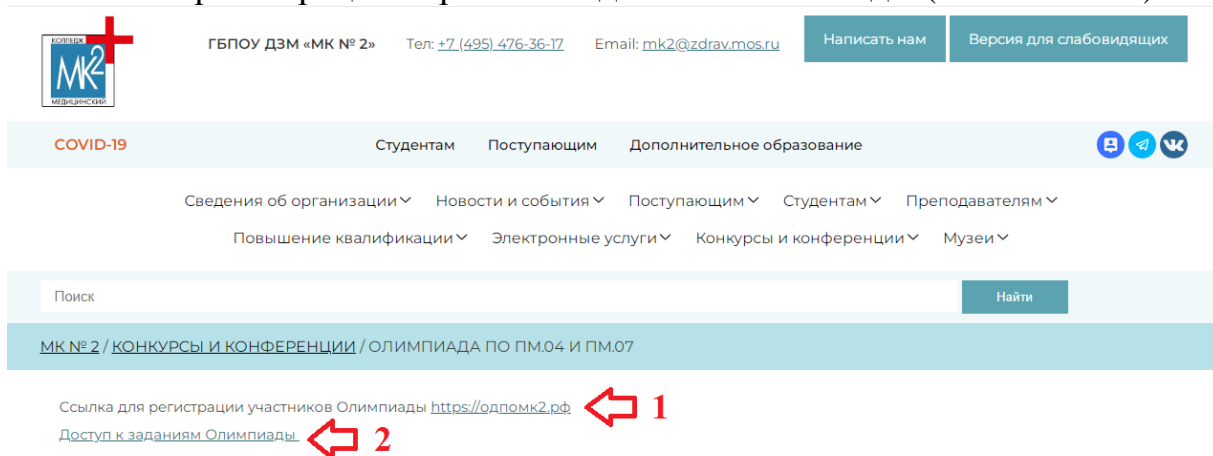 КОЛЛЕДЖ
МК2
МЕДИЦИНСКИЙ
ГБПОУ ДЗМ «МК № 2» Тел: +7 (495) 476-36-17 Email: mk2@zdrav.mos.ru Написать нам Версия для слабовидящих
COVID-19 Студентам Поступающим Дополнительное образование
Сведения об организации Новости и события Поступающим Студентам Преподавателям
Повышение квалификации Электронные услуги Конкурсы и конференции Музеи
Поиск Найти
МК № 2 / КОНКУРСЫ И КОНФЕРЕНЦИИ / ОЛИМПИАДА ПО ПМ.04 И ПМ.07
Ссылка для регистрации участников Олимпиады https://одпомк2.рф 1
Доступ к заданиям Олимпиады 2